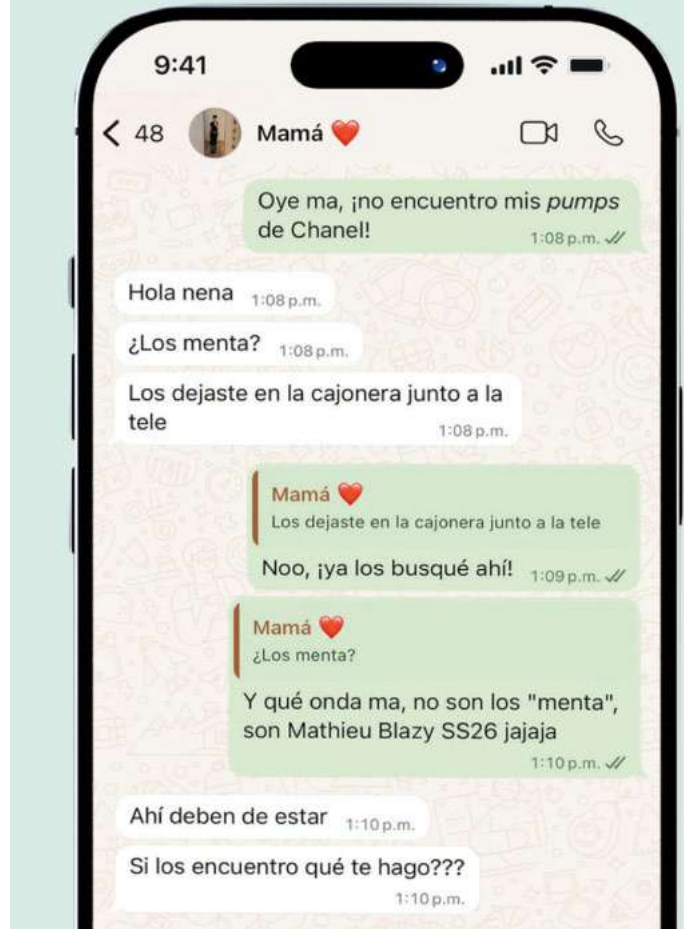 9:41
48
Mamá ❤️
Oye ma, ¡no encuentro mis pumps
de Chanel!
1:08 p.m.
Hola nena 1:08 p.m.
¿Los menta? 1:08 p.m.
Los dejaste en la cajonera junto a la
tele
1:08 p.m.
Mamá ❤️
Los dejaste en la cajonera junto a la tele
Noo, ¡ya los busqué ahí! 1:09 p.m.
Mamá ❤️
¿Los menta?
Y qué onda ma, no son los "menta",
son Mathieu Blazy SS26 jajaja
1:10 p.m.
Ahí deben de estar 1:10 p.m.
Si los encuentro qué te hago???
1:10 p.m.